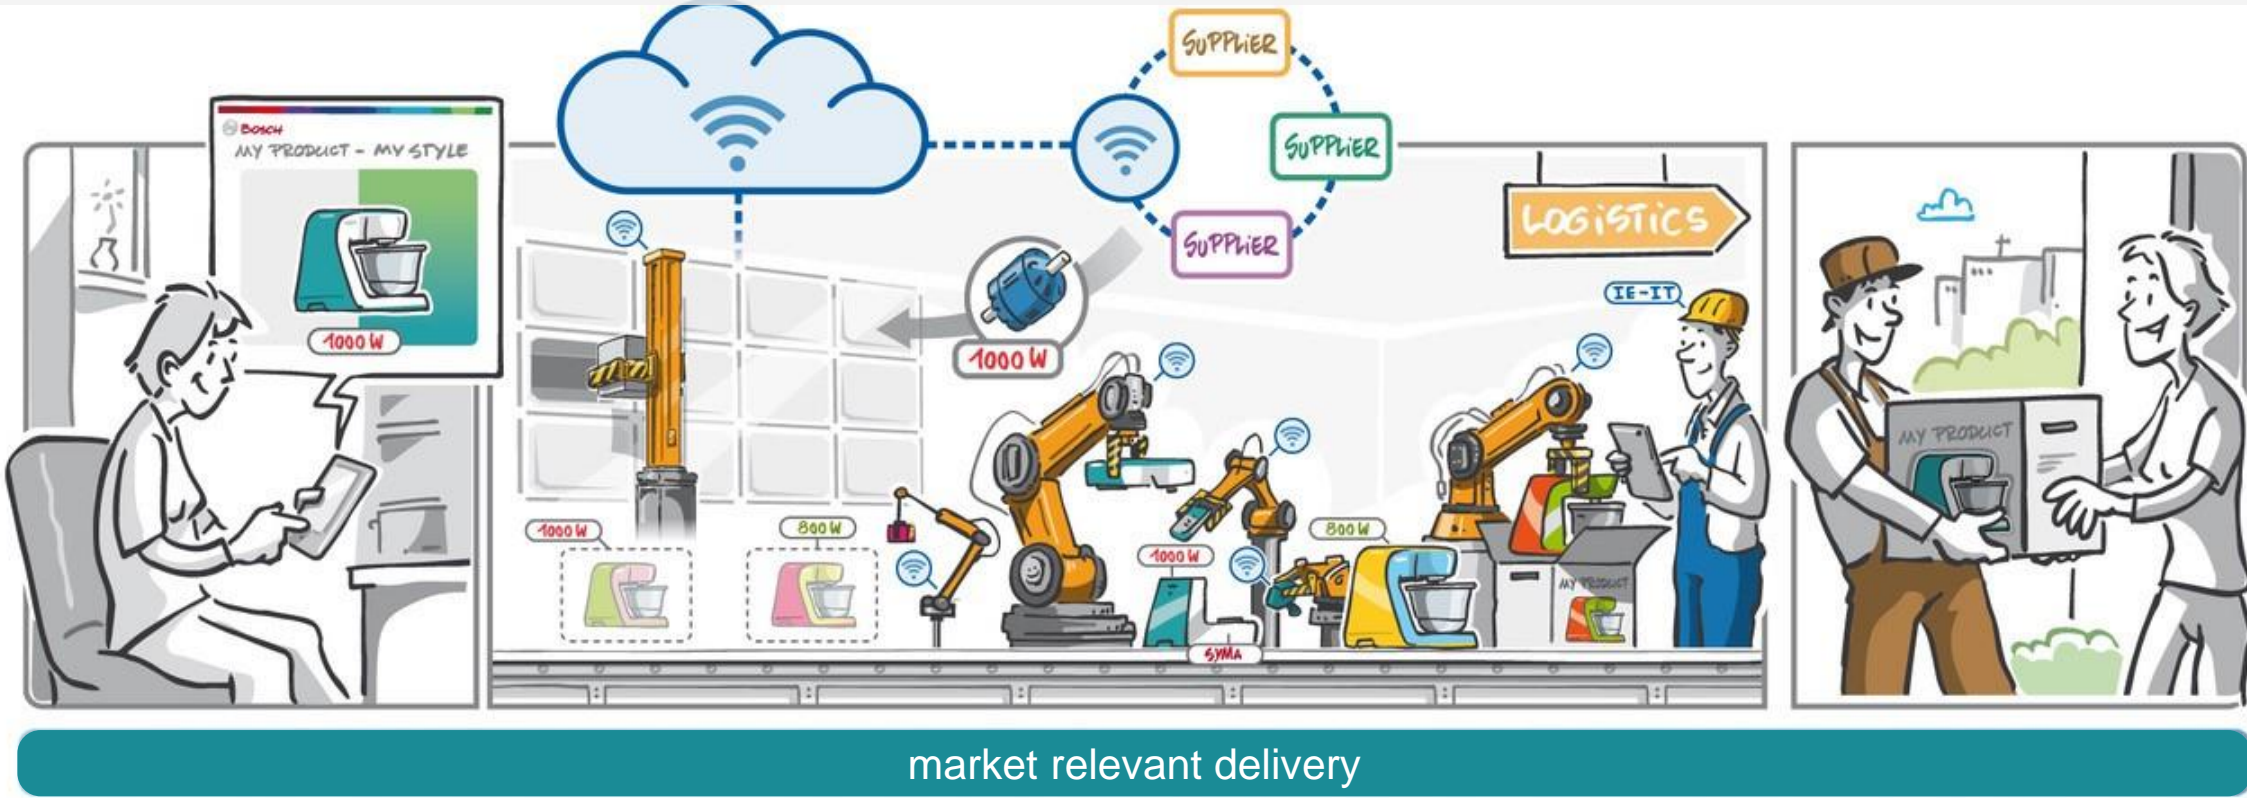 BOSCH
MY PRODUCT - MY STYLE
1000 W
SUPPLIER
SUPPLIER
SUPPLIER
LOGISTICS
1000 W
IE-IT
1000 W
800 W
1000 W
800 W
SYMA
MY PRODUCT
MY PRODUCT
market relevant delivery